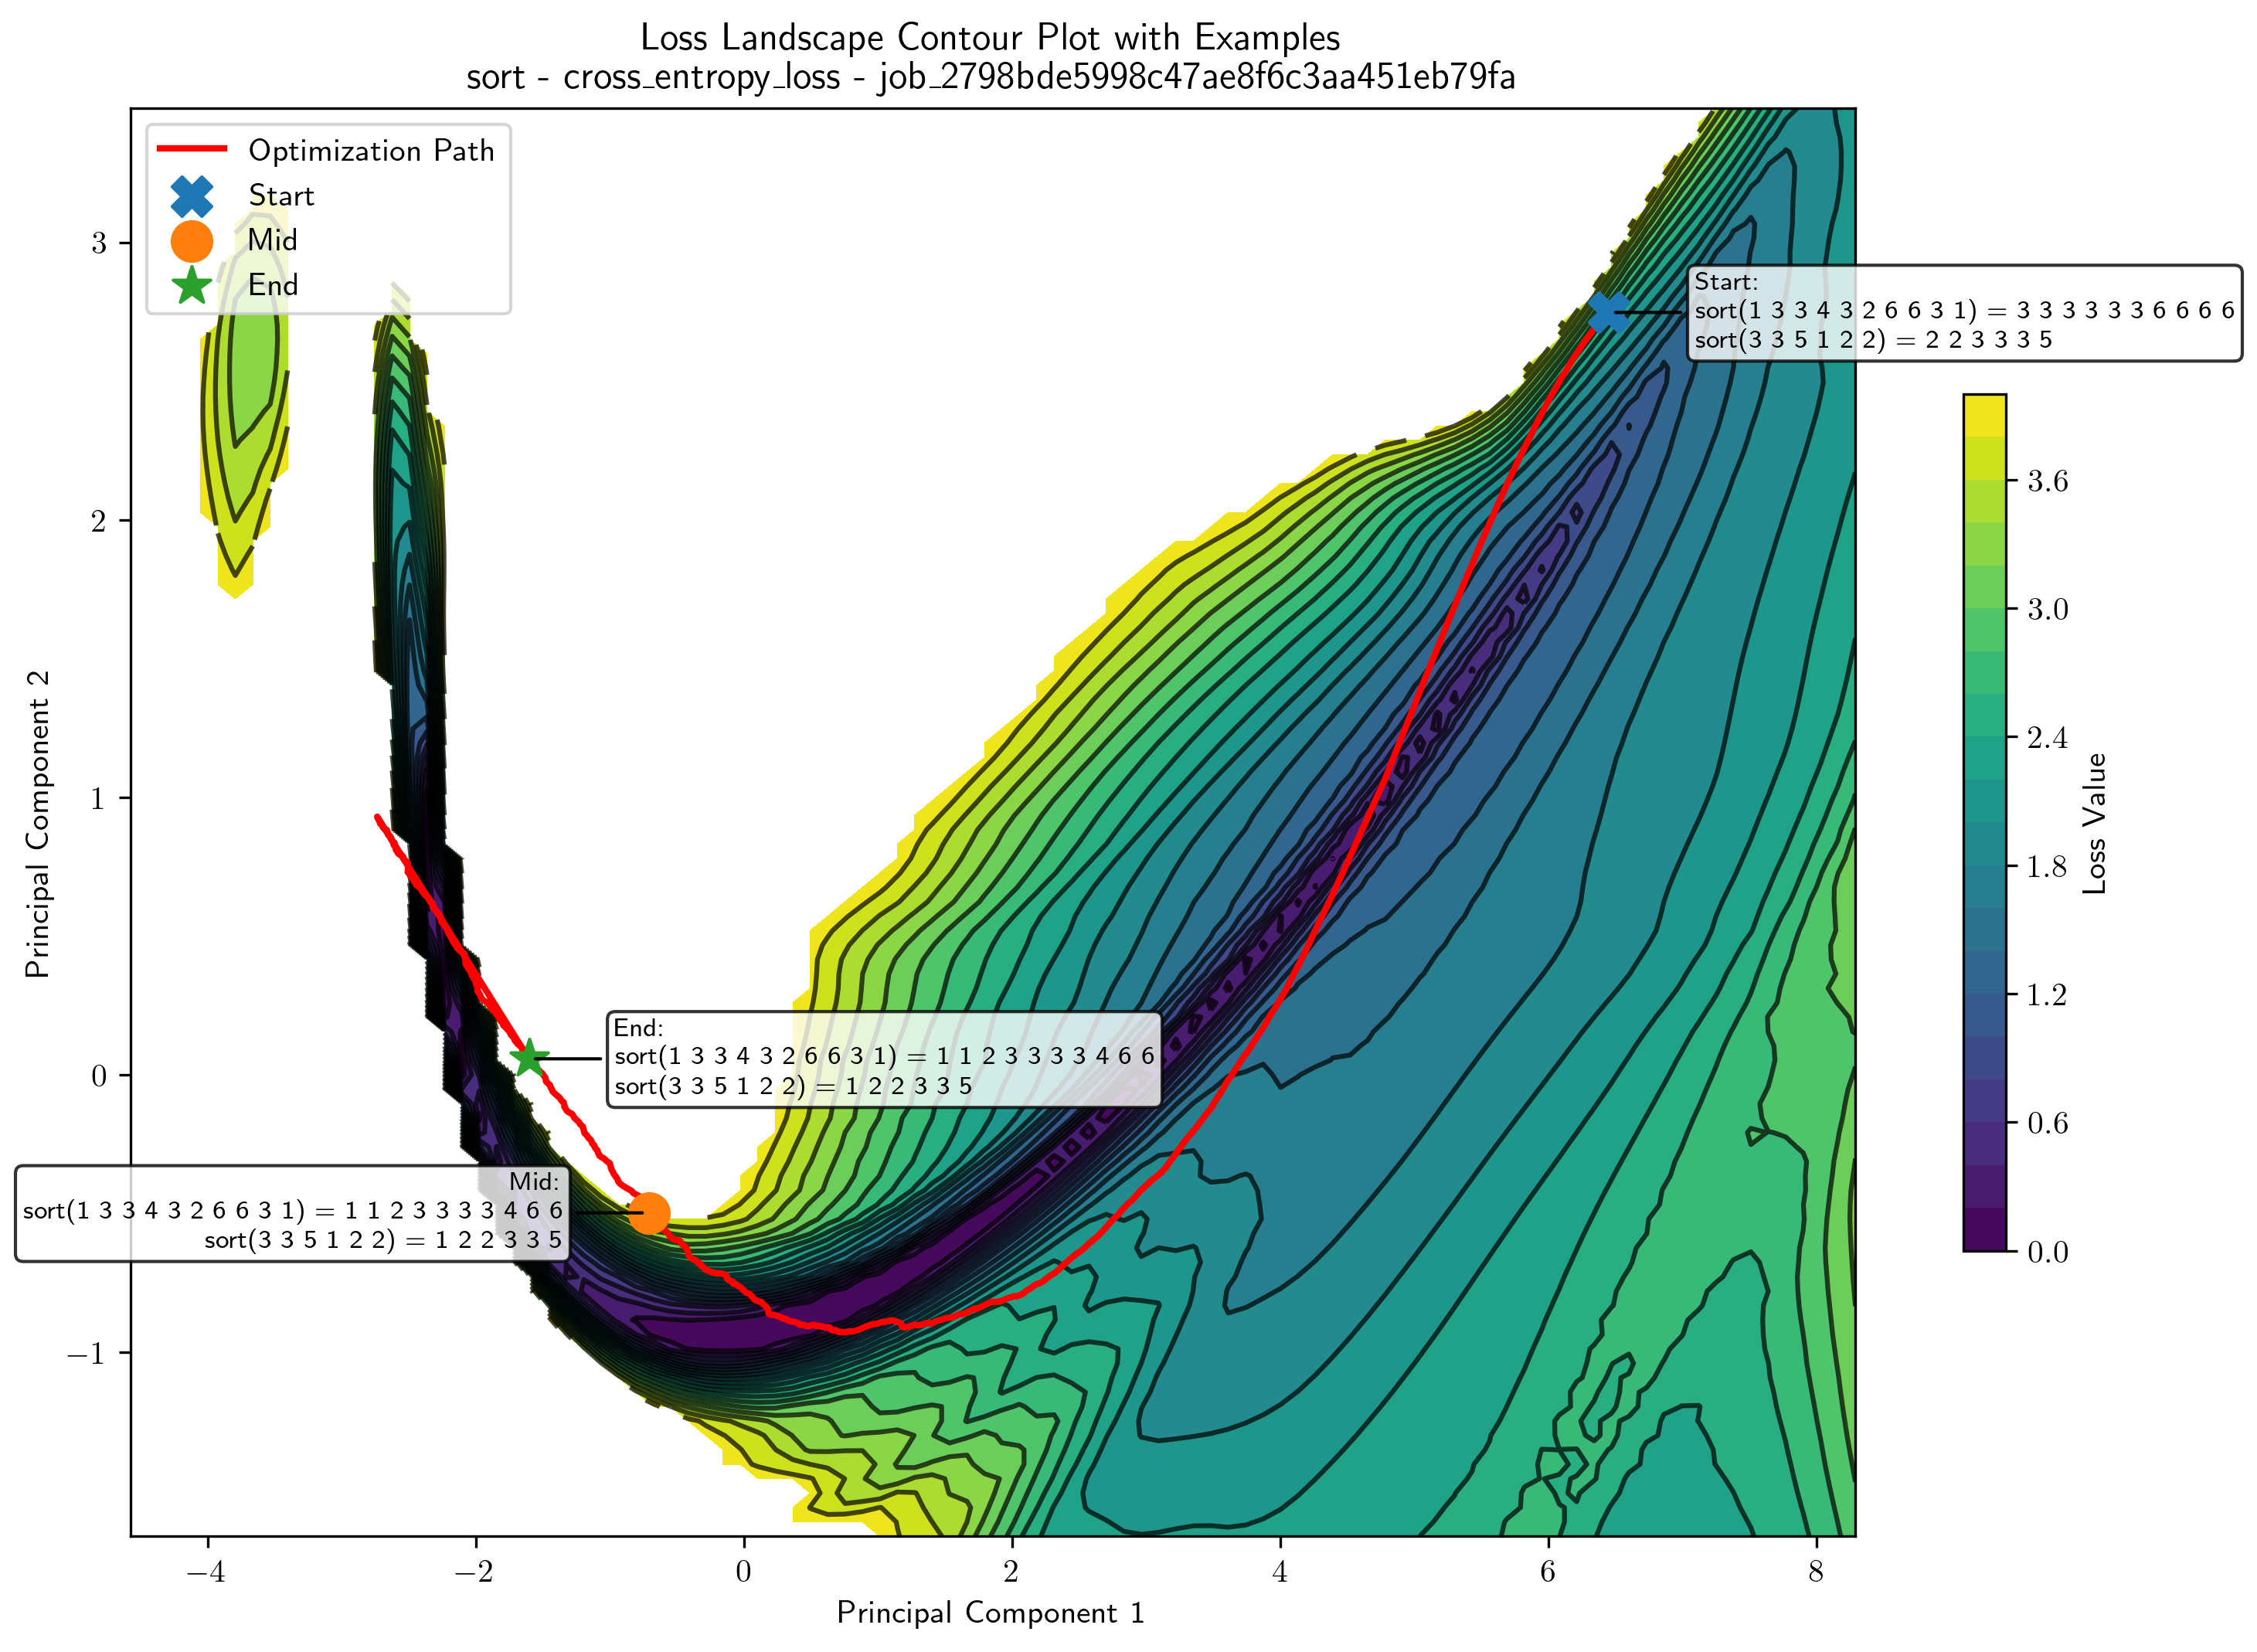 Loss Landscape Contour Plot with Examples
sort - cross_entropy_loss - job_2798bde5998c47ae8f6c3aa451eb79fa
Optimization Path
Start
Mid
End
Start:
sort(1 3 3 4 3 2 6 6 3 1) = 3 3 3 3 3 3 6 6 6 6
sort(3 3 5 1 2 2) = 2 2 3 3 3 5
End:
sort(1 3 3 4 3 2 6 6 3 1) = 1 1 2 3 3 3 3 4 6 6
sort(3 3 5 1 2 2) = 1 2 2 3 3 5
Mid:
sort(1 3 3 4 3 2 6 6 3 1) = 1 1 2 3 3 3 3 4 6 6
sort(3 3 5 1 2 2) = 1 2 2 3 3 5
Principal Component 2
3
2
1
0
−1
−4
−2
0
2
4
6
8
Principal Component 1
3.6
3.0
2.4
1.8
1.2
0.6
0.0
Loss Value